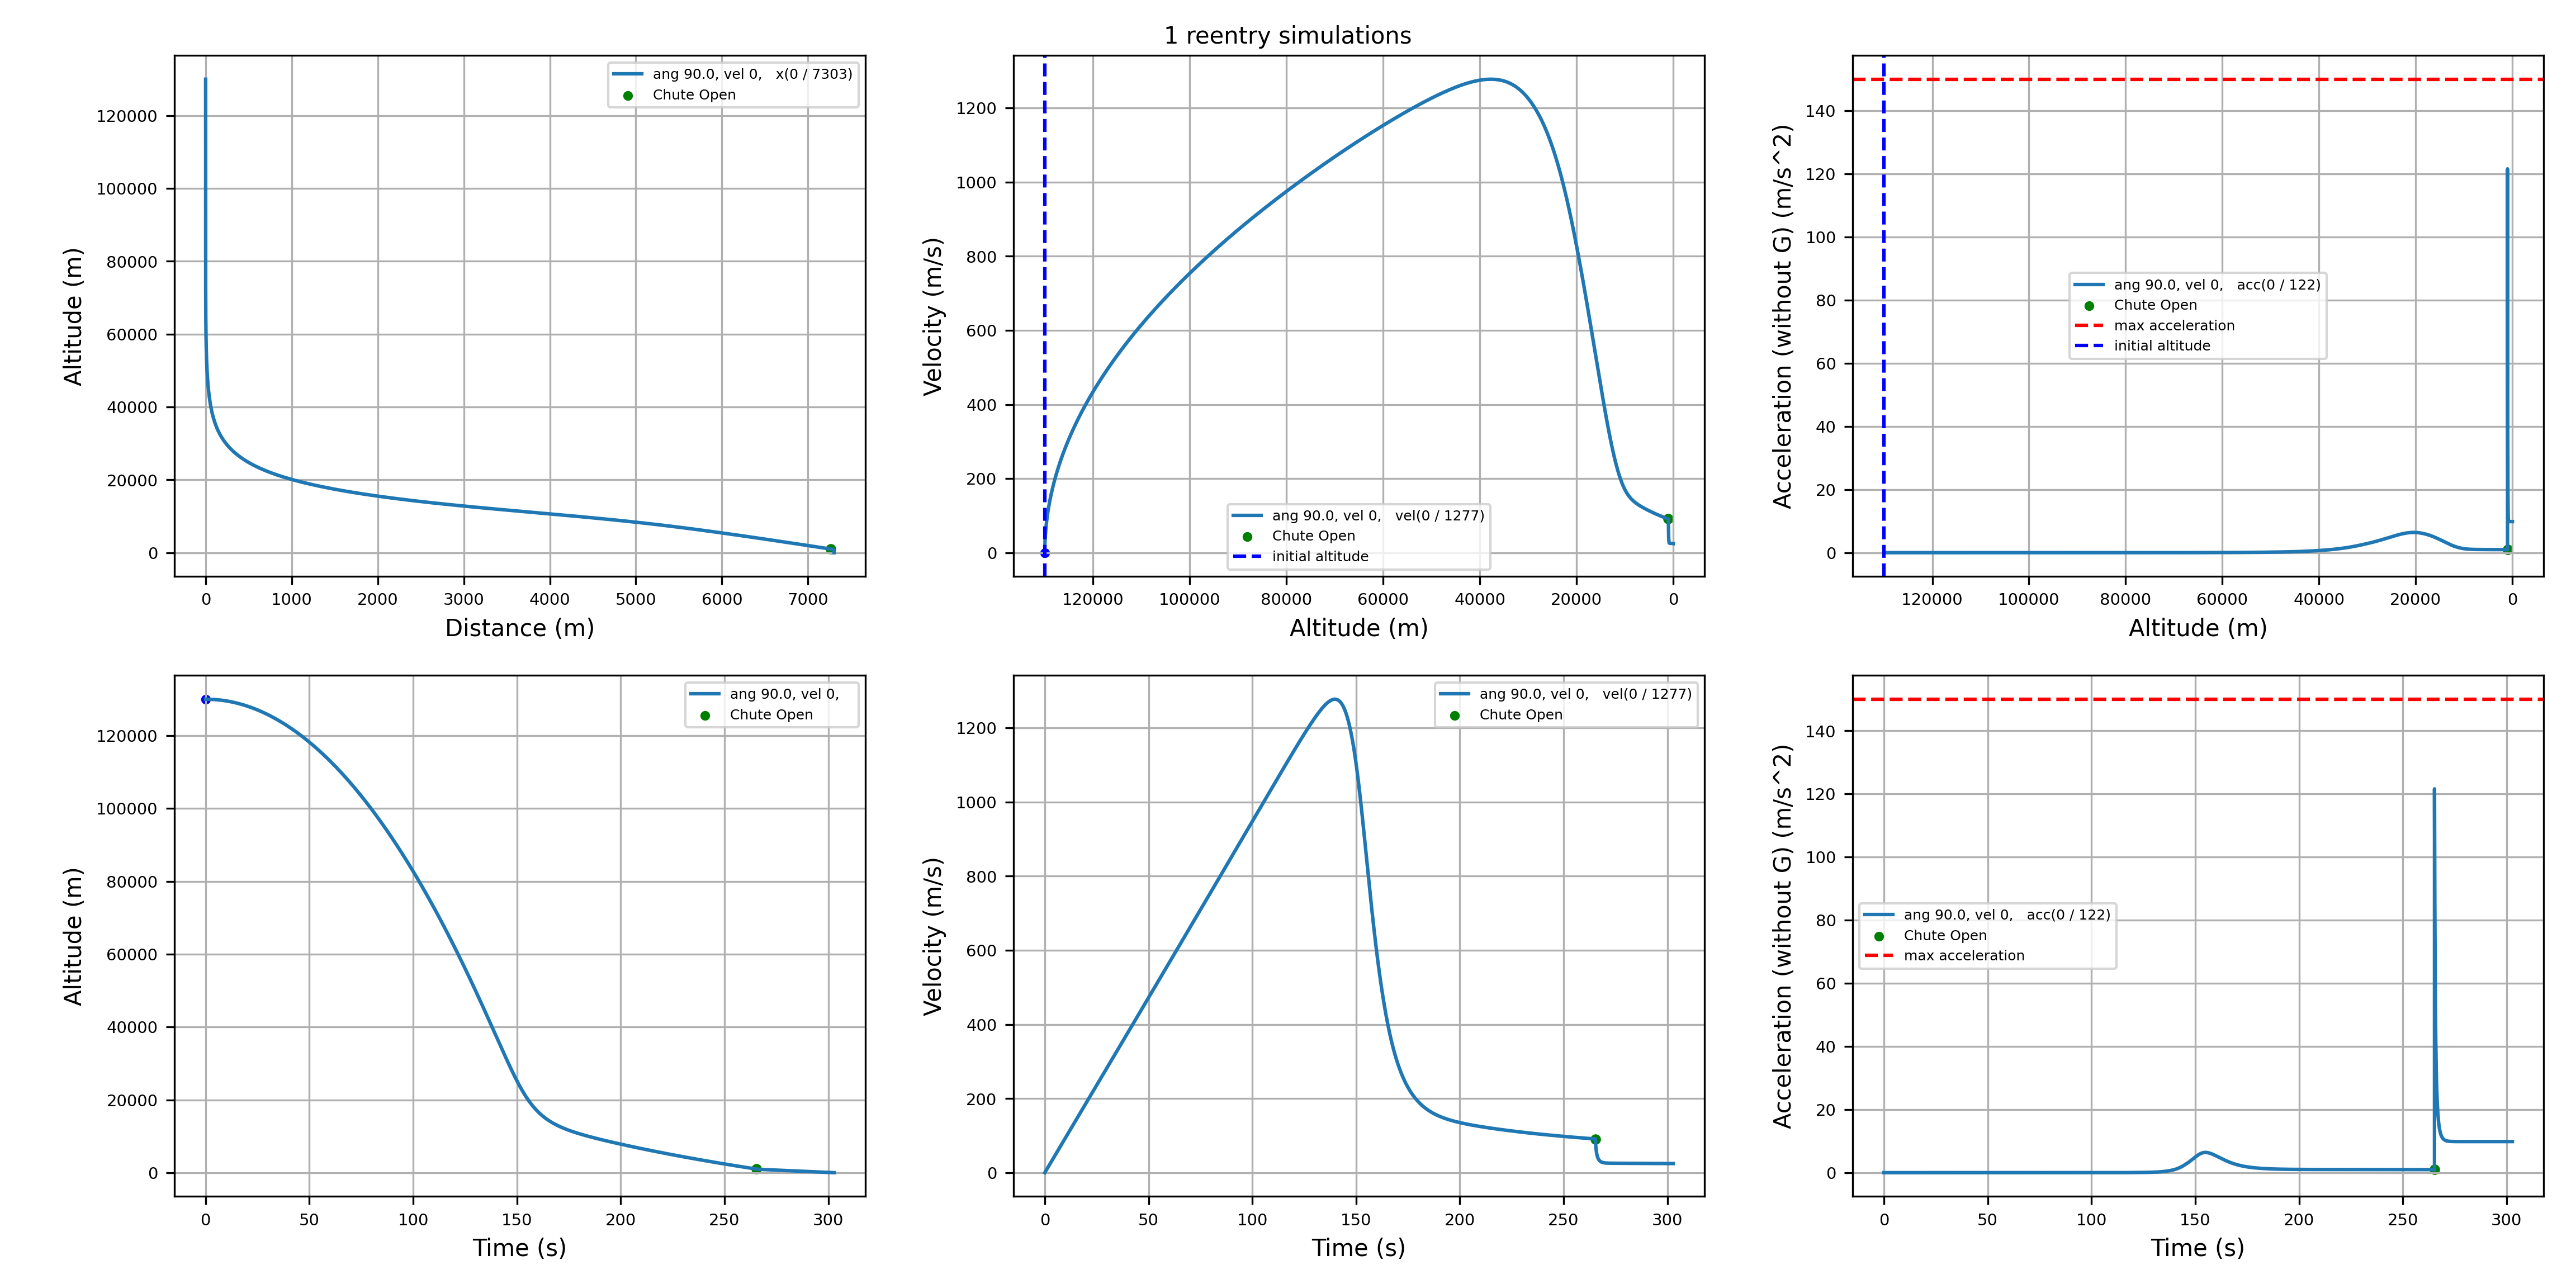 1 reentry simulations
ang 90.0, vel 0,   x(0 / 7303)
Chute Open
120000
100000
80000
60000
40000
20000
0
Altitude (m)
0 1000 2000 3000 4000 5000 6000 7000
Distance (m)
1200
1000
800
600
400
200
0
Velocity (m/s)
ang 90.0, vel 0,   vel(0 / 1277)
Chute Open
initial altitude
120000 100000 80000 60000 40000 20000 0
Altitude (m)
140
120
100
80
60
40
20
0
Acceleration (without G) (m/s^2)
ang 90.0, vel 0,   acc(0 / 122)
Chute Open
max acceleration
initial altitude
120000 100000 80000 60000 40000 20000 0
Altitude (m)
ang 90.0, vel 0,
Chute Open
120000
100000
80000
60000
40000
20000
0
Altitude (m)
0 50 100 150 200 250 300
Time (s)
ang 90.0, vel 0,   vel(0 / 1277)
Chute Open
1200
1000
800
600
400
200
0
Velocity (m/s)
0 50 100 150 200 250 300
Time (s)
140
120
100
80
60
40
20
0
Acceleration (without G) (m/s^2)
ang 90.0, vel 0,   acc(0 / 122)
Chute Open
max acceleration
0 50 100 150 200 250 300
Time (s)